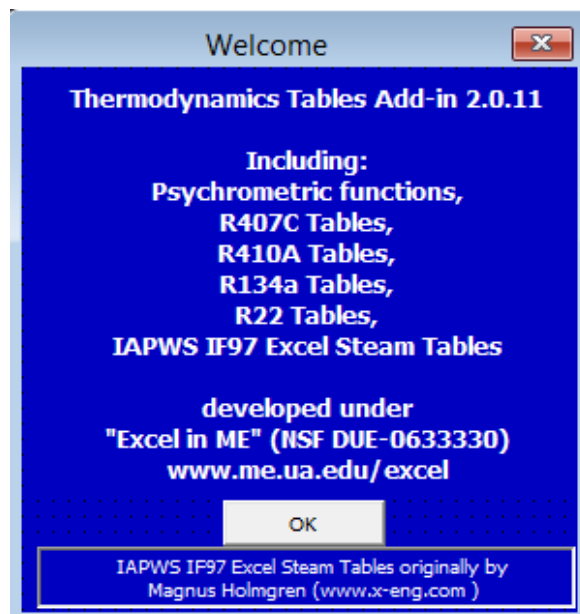 Welcome
Thermodynamics Tables Add-in 2.0.11
Including:
Psychrometric functions,
R407C Tables,
R410A Tables,
R134a Tables,
R22 Tables,
IAPWS IF97 Excel Steam Tables
developed under
"Excel in ME" (NSF DUE-0633330)
www.me.ua.edu/excel
OK
IAPWS IF97 Excel Steam Tables originally by
Magnus Holmgren (www.x-eng.com )